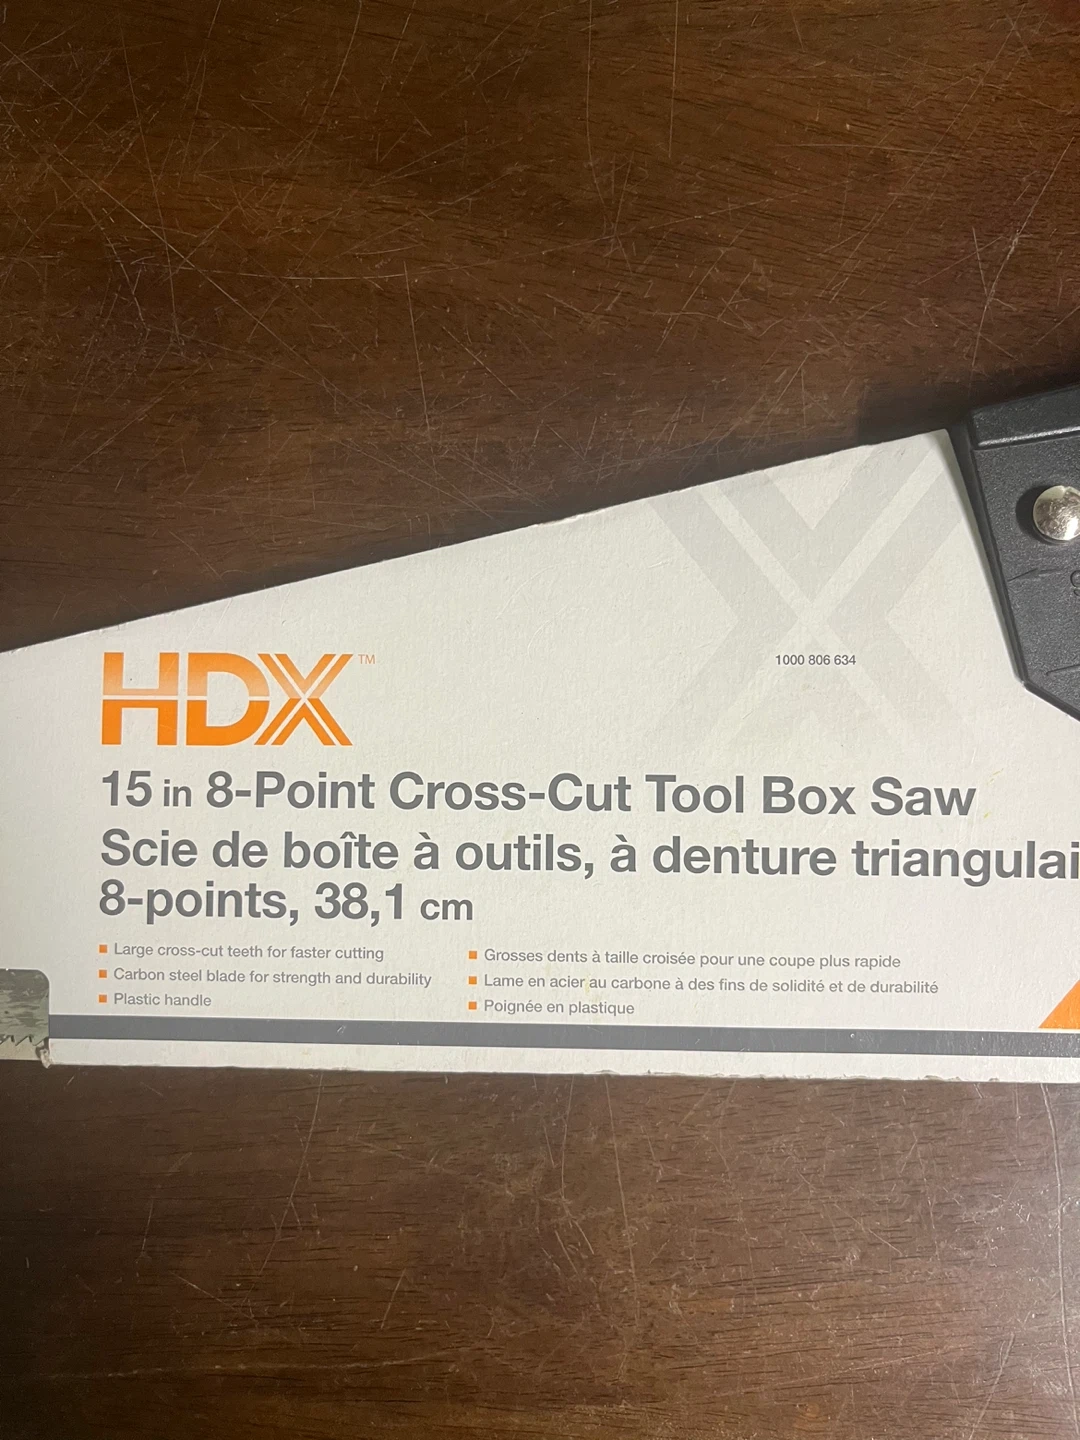 HDX™
1000 806 634
15 in 8-Point Cross-Cut Tool Box Saw
Scie de boîte à outils, à denture
8-points, 38,1 cm
Large cross-cut teeth for faster cutting
Carbon steel blade for strength and durability
Plastic handle
Grosses dents à taille croisée pour une coupe plus rapide
Lame en acier au carbone à des fins de solidité et de durabilité
Poignée en plastique